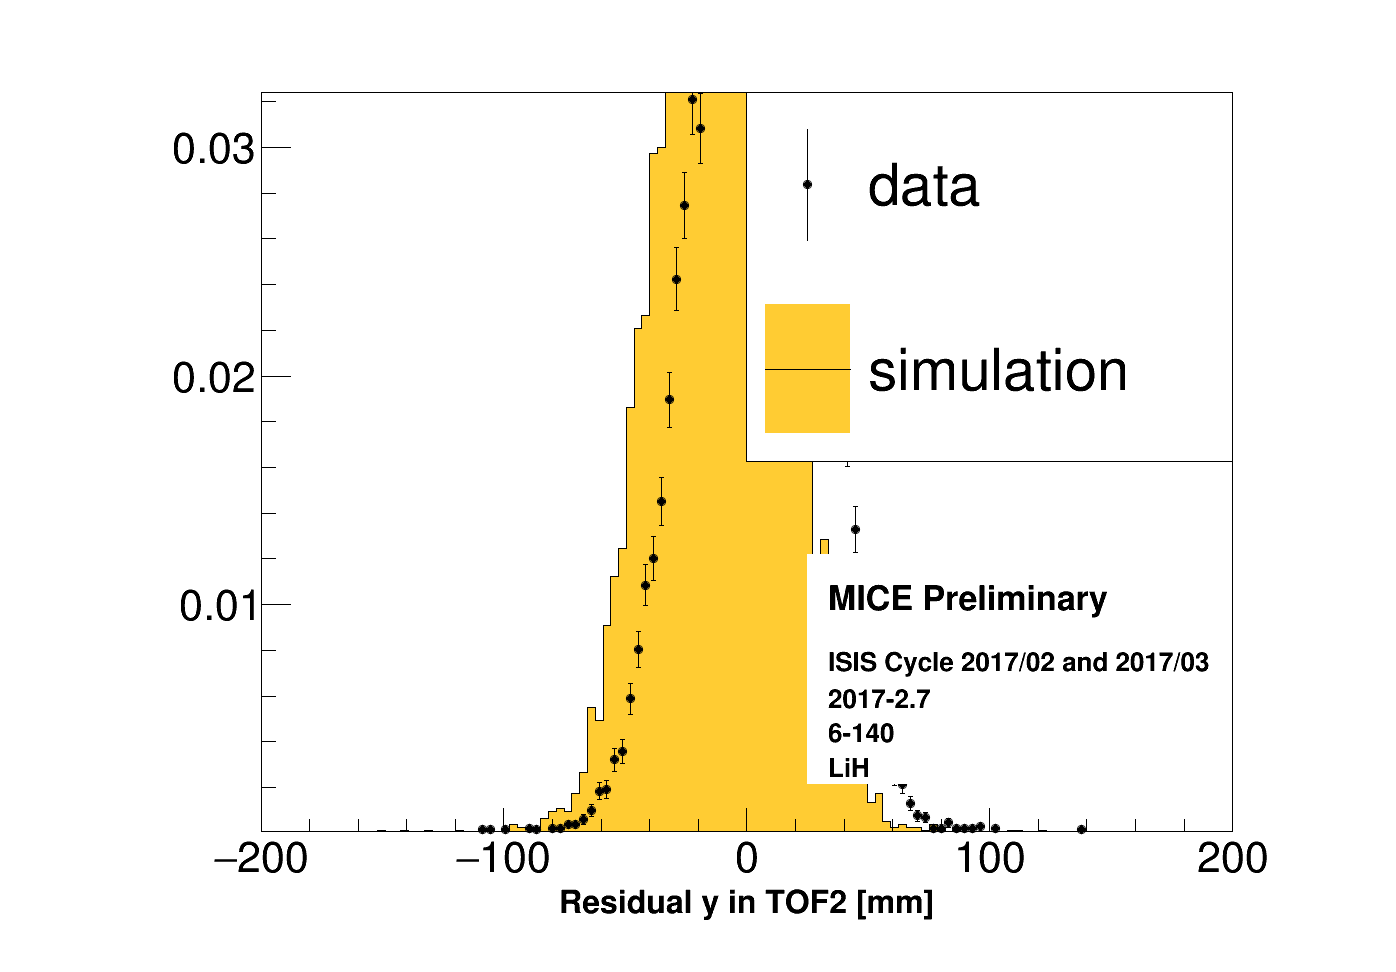 0.03
data
0.02
simulation
0.01
MICE Preliminary
ISIS Cycle 2017/02 and 2017/03
2017-2.7
6-140
LiH
−200 −100 0 100 200
Residual y in TOF2 [mm]